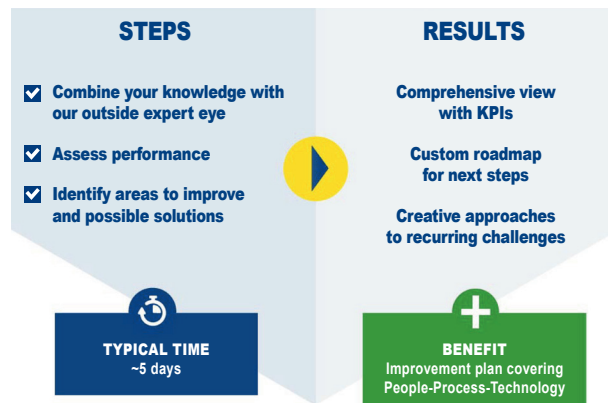 STEPS
Combine your knowledge with
our outside expert eye
Assess performance
Identify areas to improve
and possible solutions
TYPICAL TIME
~5 days
RESULTS
Comprehensive view
with KPIs
Custom roadmap
for next steps
Creative approaches
to recurring challenges
BENEFIT
Improvement plan covering
People-Process-Technology